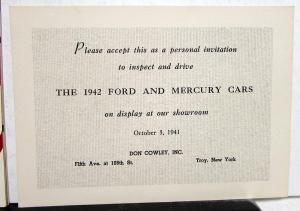 Please accept this as a personal invitation
to inspect and drive
THE 1942 FORD AND MERCURY CARS
on display at our showroom
October 3, 1941
DON COWLEY, INC.
Fifth Ave. at 109th St. Troy, New York